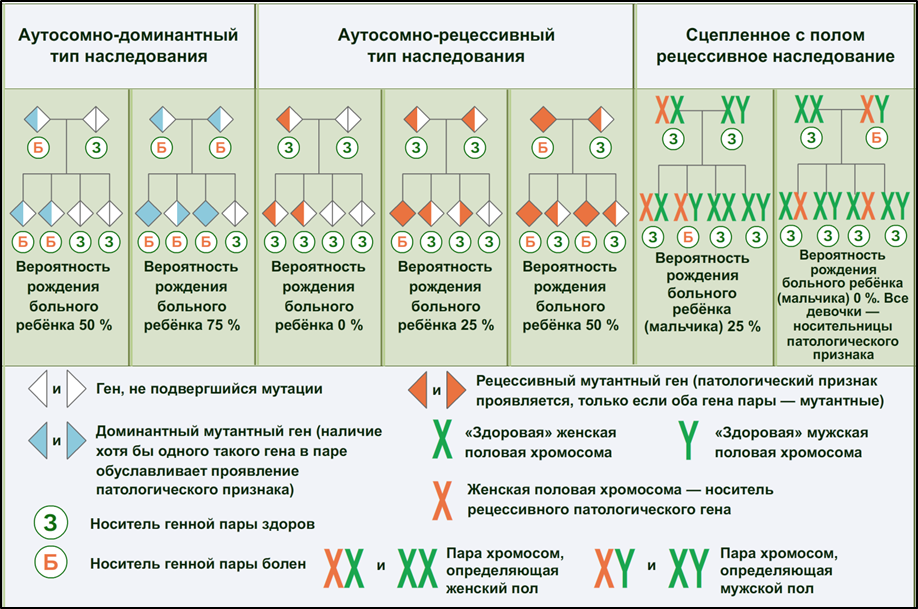 Аутосомно-доминантный
тип наследования
Аутосомно-рецессивный
тип наследования
Сцепленное с полом
рецессивное наследование
Б З
Б Б
З З
З З
Б З
З З
З Б
Б Б З З
Б Б Б З
З З З З
Б З З З
Б З Б З
З Б З З
З З З З
Вероятность
рождения
больного
ребёнка 50 %
Вероятность
рождения
больного
ребёнка 75 %
Вероятность
рождения
больного
ребёнка 0 %
Вероятность
рождения
больного
ребёнка 25 %
Вероятность
рождения
больного
ребёнка 50 %
Вероятность
рождения
больного
ребёнка
(мальчика) 25 %
Вероятность
рождения
больного ребёнка
(мальчика) 0 %. Все
девочки —
носительницы
патологического
признака
и
Ген, не подвергшийся мутации
и
Доминантный мутантный ген (наличие
хотя бы одного такого гена в паре
обуславливает проявление
патологического признака)
З
Носитель генной пары здоров
Б
Носитель генной пары болен
и
Рецессивный мутантный ген (патологический признак
проявляется, только если оба гена пары — мутантные)
«Здоровая» женская
половая хромосома
«Здоровая» мужская
половая хромосома
Женская половая хромосома — носитель
рецессивного патологического гена
и
Пара хромосом,
определяющая
женский пол
и
Пара хромосом,
определяющая
мужской пол